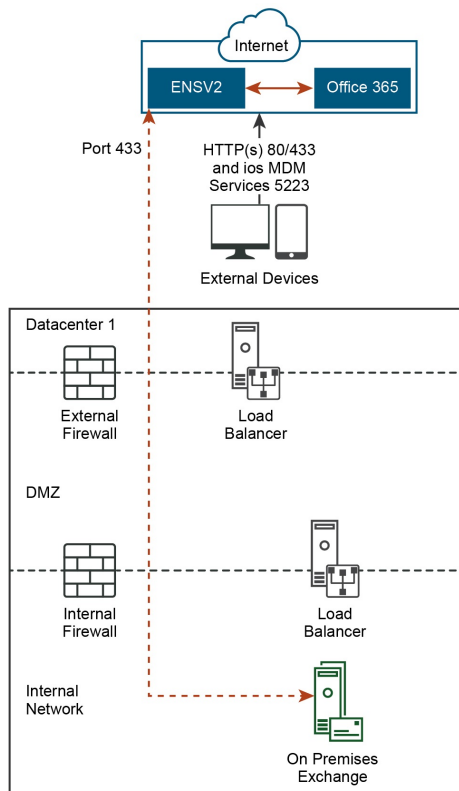 Internet
ENSV2
Office 365
Port 433
HTTP(s) 80/433
and ios MDM
Services 5223
External Devices
Datacenter 1
External
Firewall
Load
Balancer
DMZ
Internal
Firewall
Load
Balancer
Internal
Network
On Premises
Exchange